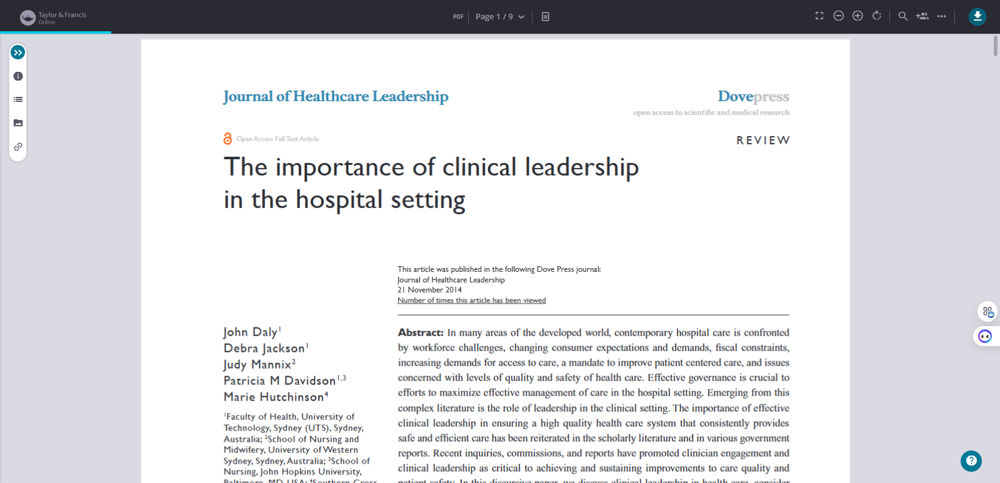 Taylor & Francis
Online
PDF
Page 1 / 9
Journal of Healthcare Leadership
Dovepress
open access to scientific and medical research
Open Access Full Text Article
REVIEW
The importance of clinical leadership
in the hospital setting
This article was published in the following Dove Press journal:
Journal of Healthcare Leadership
21 November 2014
Number of times this article has been viewed
John Daly1
Debra Jackson1
Judy Mannix2
Patricia M Davidson1,3
Marie Hutchinson4
1Faculty of Health, University of
Technology, Sydney (UTS), Sydney,
Australia; 2School of Nursing and
Midwifery, University of Western
Sydney, Sydney, Australia; 3School of
Nursing, John Hopkins University,
Baltimore, MD, USA; 4Southern Cross
Abstract: In many areas of the developed world, contemporary hospital care is confronted
by workforce challenges, changing consumer expectations and demands, fiscal constraints,
increasing demands for access to care, a mandate to improve patient centered care, and issues
concerned with levels of quality and safety of health care. Effective governance is crucial to
efforts to maximize effective management of care in the hospital setting. Emerging from this
complex literature is the role of leadership in the clinical setting. The importance of effective
clinical leadership in ensuring a high quality health care system that consistently provides
safe and efficient care has been reiterated in the scholarly literature and in various government
reports. Recent inquiries, commissions, and reports have promoted clinician engagement and
clinical leadership as critical to achieving and sustaining improvements to care quality and
patient safety. In this discursive paper, we discuss clinical leadership in health care, consider